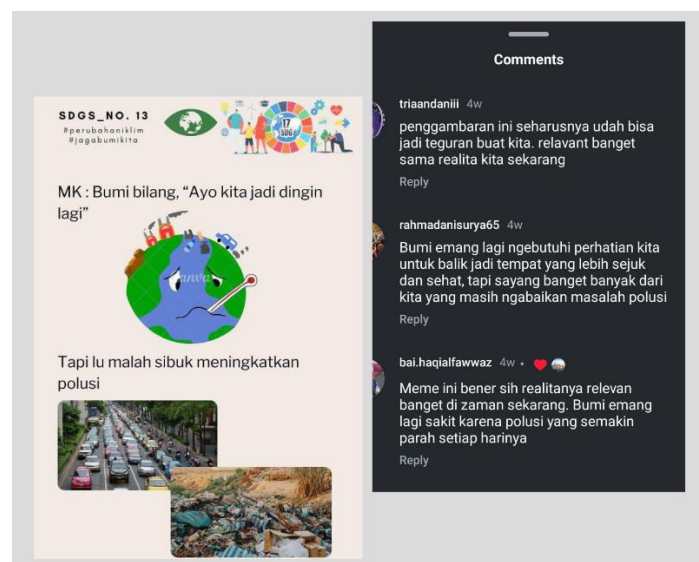 SDGS_NO. 13
#perubahaniklim
#jagabumikita
17
SDG
MK : Bumi bilang, “Ayo kita jadi dingin
lagi”
Tapi lu malah sibuk meningkatkan
polusi
Comments
triaandaniii 4w
penggambaran ini seharusnya udah bisa
jadi teguran buat kita. relavant banget
sama realita kita sekarang
Reply
rahmadanisurya65 4w
Bumi emang lagi ngebutuhi perhatian kita
untuk balik jadi tempat yang lebih sejuk
dan sehat, tapi sayang banget banyak dari
kita yang masih ngabaikan masalah polusi
Reply
bai.haqialfawwaz 4w
Meme ini bener sih realitanya relevan
banget di zaman sekarang. Bumi emang
lagi sakit karena polusi yang semakin
parah setiap harinya
Reply